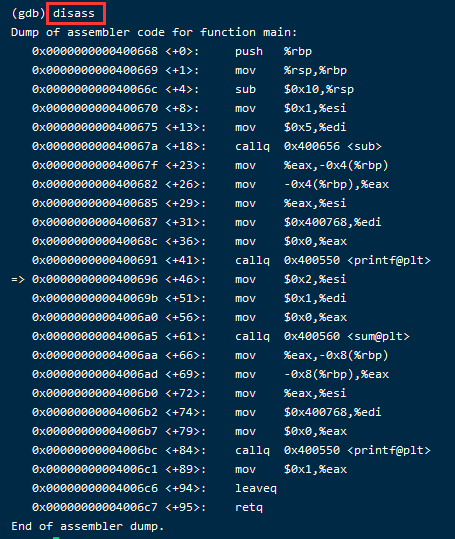 (gdb) disass
Dump of assembler code for function main:
0x0000000000400668 <+0>: push %rbp
0x0000000000400669 <+1>: mov %rsp,%rbp
0x000000000040066c <+4>: sub $0x10,%rsp
0x0000000000400670 <+8>: mov $0x1,%esi
0x0000000000400675 <+13>: mov $0x5,%edi
0x000000000040067a <+18>: callq 0x400656 <sub>
0x000000000040067f <+23>: mov %eax,-0x4(%rbp)
0x0000000000400682 <+26>: mov -0x4(%rbp),%eax
0x0000000000400685 <+29>: mov %eax,%esi
0x0000000000400687 <+31>: mov $0x400768,%edi
0x000000000040068c <+36>: mov $0x0,%eax
0x0000000000400691 <+41>: callq 0x400550 <printf@plt>
=> 0x0000000000400696 <+46>: mov $0x2,%esi
0x000000000040069b <+51>: mov $0x1,%edi
0x00000000004006a0 <+56>: mov $0x0,%eax
0x00000000004006a5 <+61>: callq 0x400560 <sum@plt>
0x00000000004006aa <+66>: mov %eax,-0x8(%rbp)
0x00000000004006ad <+69>: mov -0x8(%rbp),%eax
0x00000000004006b0 <+72>: mov %eax,%esi
0x00000000004006b2 <+74>: mov $0x400768,%edi
0x00000000004006b7 <+79>: mov $0x0,%eax
0x00000000004006bc <+84>: callq 0x400550 <printf@plt>
0x00000000004006c1 <+89>: mov $0x1,%eax
0x00000000004006c6 <+94>: leaveq
0x00000000004006c7 <+95>: retq
End of assembler dump.